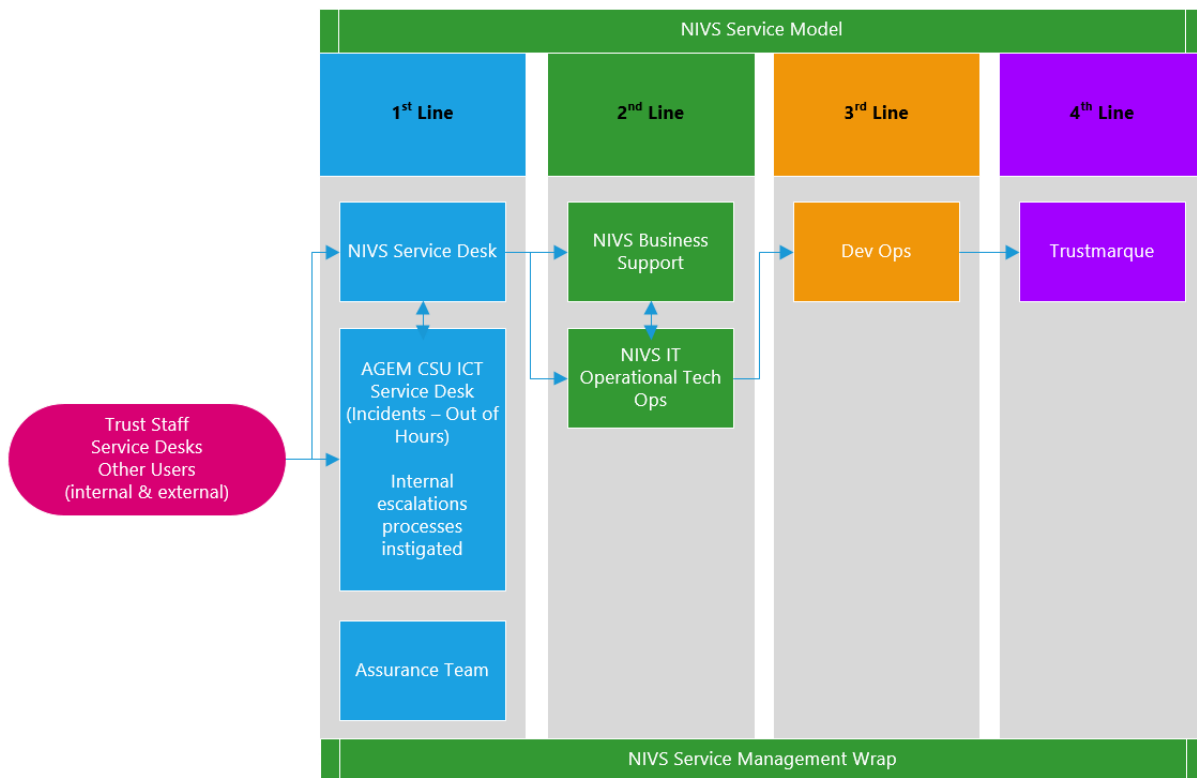 NIVS Service Model
1st Line
2nd Line
3rd Line
4th Line
NIVS Service Desk
NIVS Business
Support
Dev Ops
Trustmarque
AGEM CSU ICT
Service Desk
(Incidents – Out of
Hours)
Internal
escalations
processes
instigated
NIVS IT
Operational Tech
Ops
Trust Staff
Service Desks
Other Users
(internal & external)
Assurance Team
NIVS Service Management Wrap